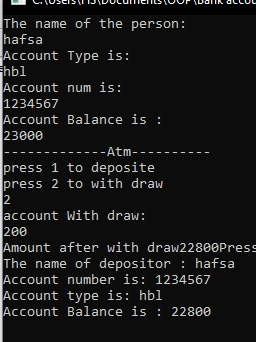 C:\Users\HS\Documents\OOP\Bank accou
The name of the person:
hafsa
Account Type is:
hbl
Account num is:
1234567
Account Balance is :
23000
-------------Atm----------
press 1 to deposite
press 2 to with draw
2
account With draw:
200
Amount after with draw22800Press
The name of depositor : hafsa
Account number is: 1234567
Account type is: hbl
Account Balance is : 22800